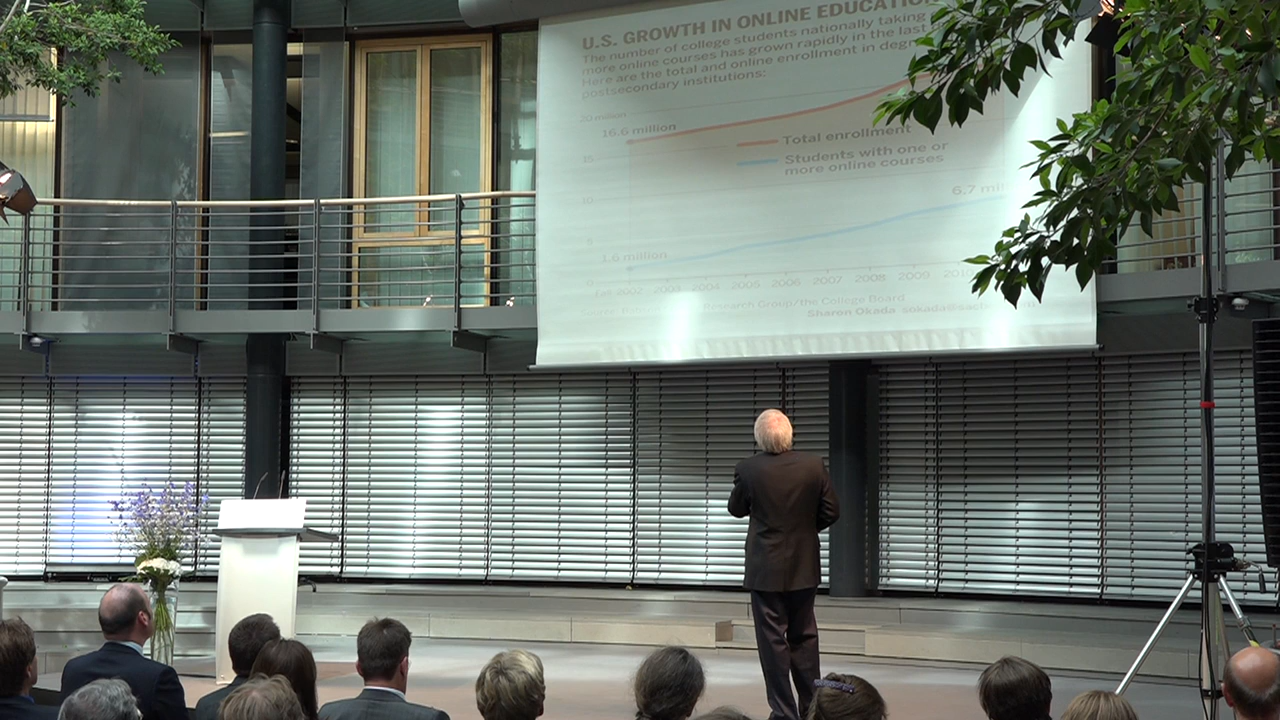 U.S. GROWTH IN ONLINE EDUCATION
The number of college students nationally taking
more online courses has grown rapidly in the last
Here are the total and online enrollment in
postsecondary institutions:
20 million
16.6 million
Total enrollment
15
Students with one or
more online courses
10
6.7 mil
5
1.6 million
0
2002 2003 2004 2005 2006 2007 2008 2009
Research Group/the College Board
Sharon Okada